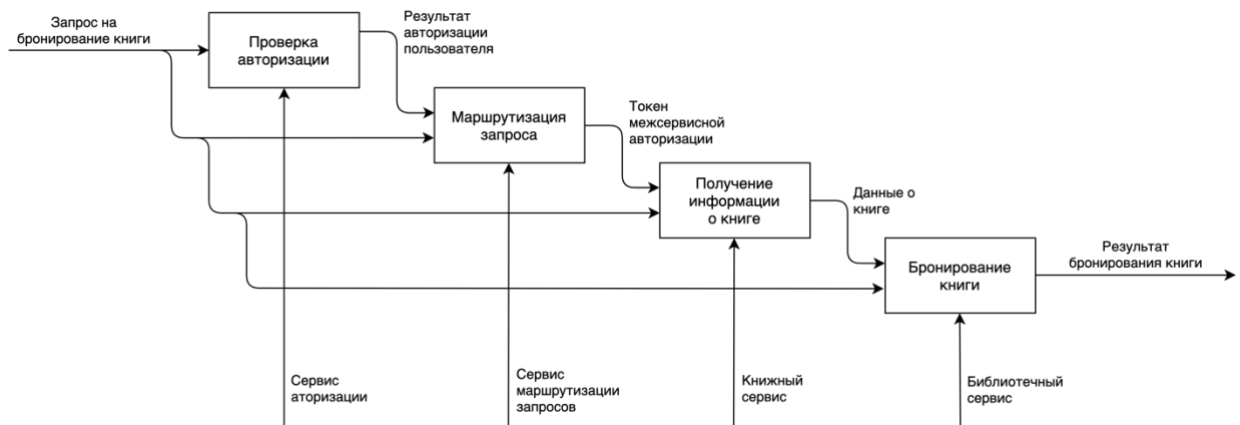 Запрос на
бронирование книги
Проверка
авторизации
Результат
авторизации
пользователя
Маршрутизация
запроса
Токен
межсервисной
авторизации
Получение
информации
о книге
Данные о
книге
Бронирование
книги
Результат
бронирования книги
Сервис
аторизации
Сервис
маршрутизации
запросов
Книжный
сервис
Библиотечный
сервис